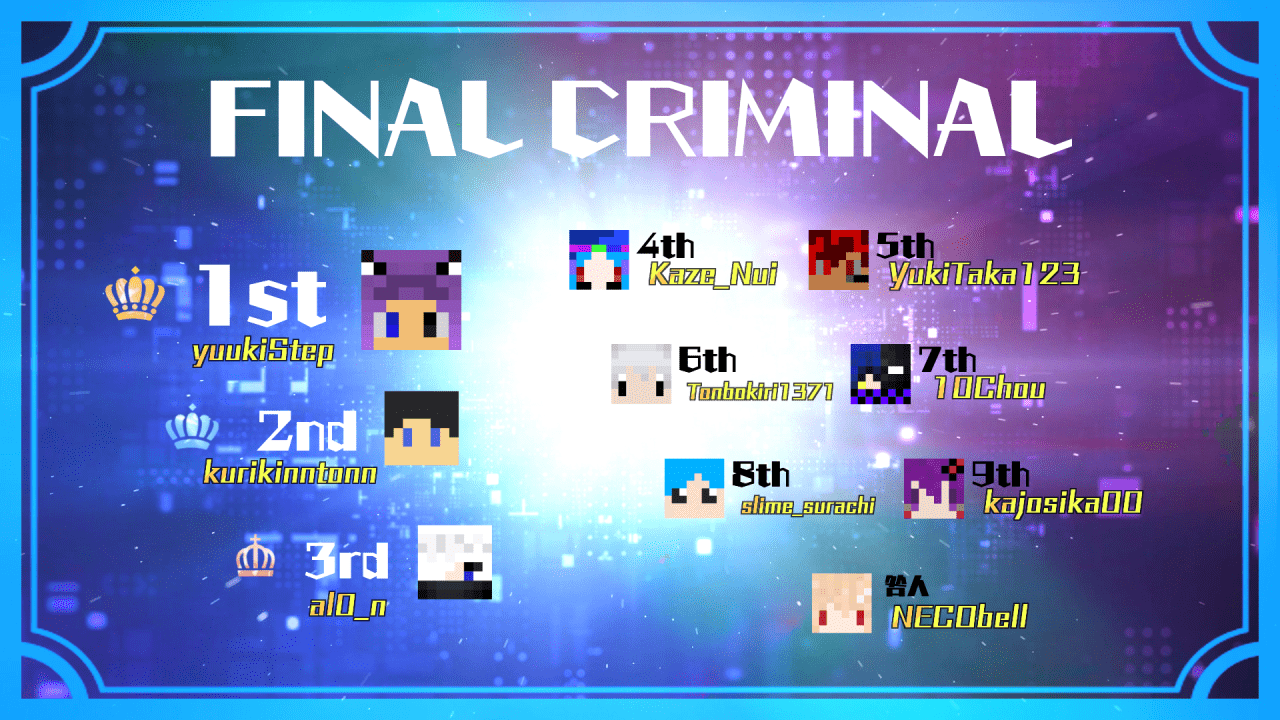 FINAL CRIMINAL
1st
yuukiStep
2nd
kurikinntonn
3rd
al0_n
4th
Kaze_Nui
5th
YukiTaka123
6th
Tonbokiri1371
7th
10Chou
8th
slime_surachi
9th
kajosika00
咎人
NECObell